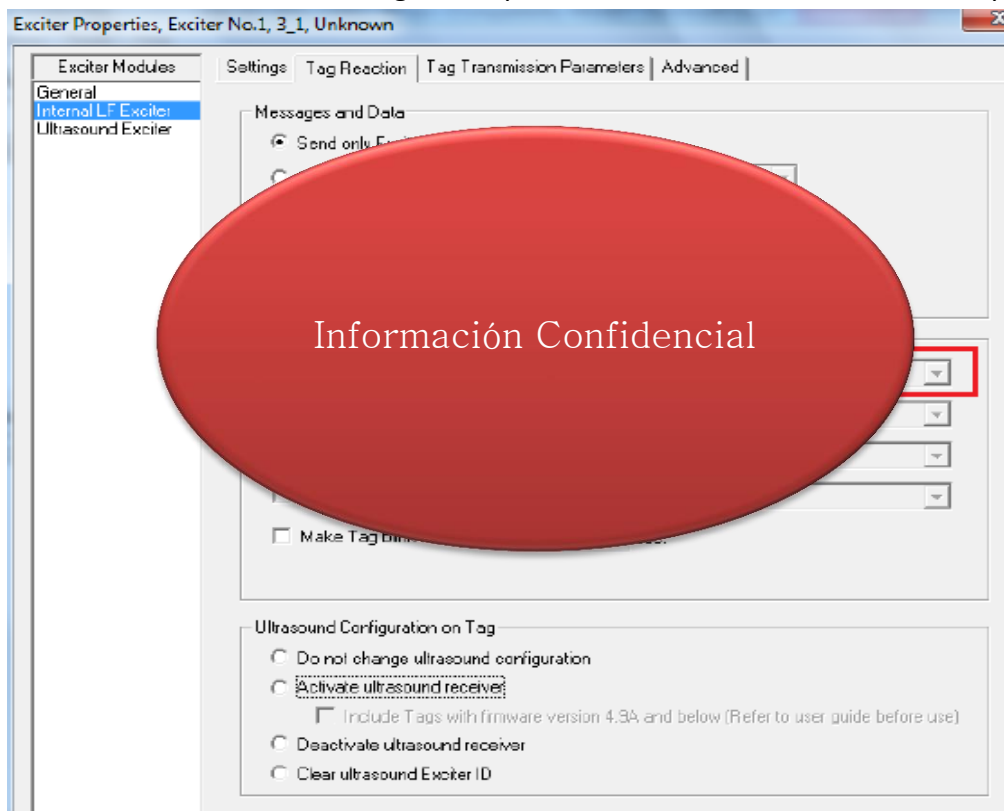 Exciter Properties, Exciter No.1, 3_1, Unknown
Exciter Modules
General
Internal LF Exciter
Ultrasound Exciter
Settings Tag Reaction Tag Transmission Parameters Advanced
Messages and Data
Send only
Información Confidencial
Make Tag
Ultrasound Configuration on Tag
Do not change ultrasound configuration
Activate ultrasound receiver
Include Tags with firmware version 4.3A and below (Refer to user guide before use)
Deactivate ultrasound receiver
Clear ultrasound Exciter ID